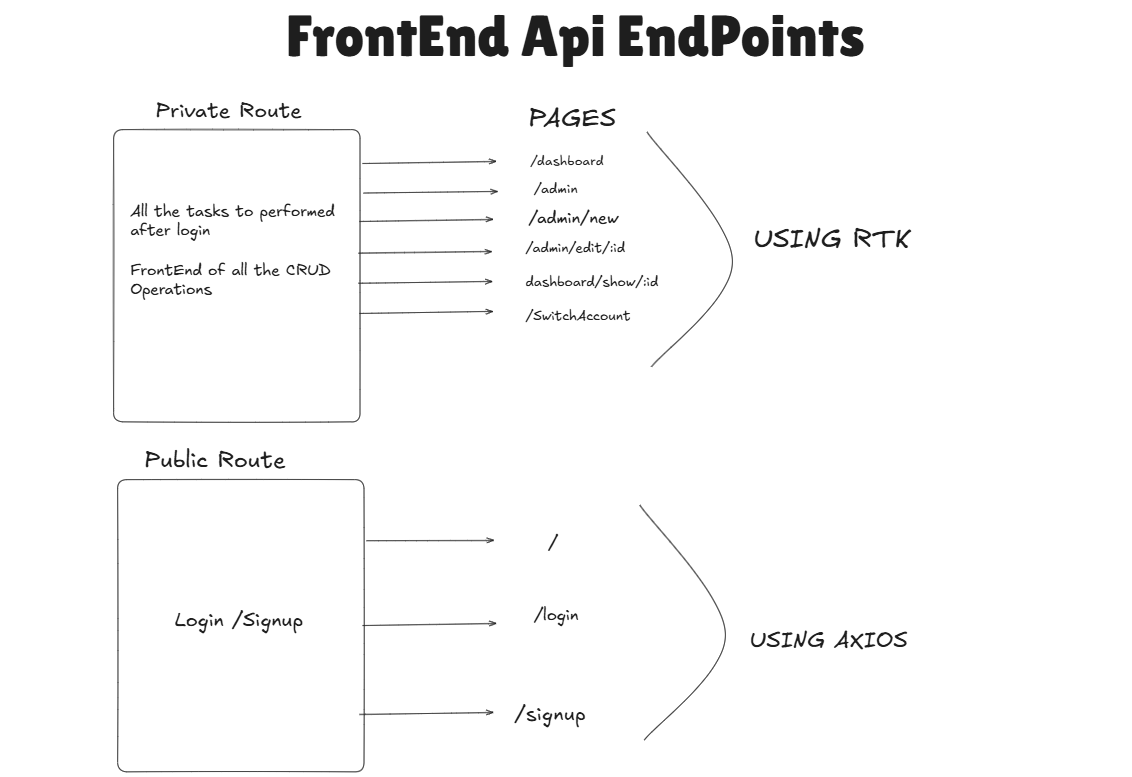 FrontEnd Api EndPoints
Private Route
All the tasks to performed
after login
FrontEnd of all the CRUD
Operations
PAGES
/dashboard
/admin
/admin/new
/admin/edit/:id
dashboard/show/:id
/SwitchAccount
USING RTK
Public Route
Login /Signup
/
/login
/signup
USING AXIOS